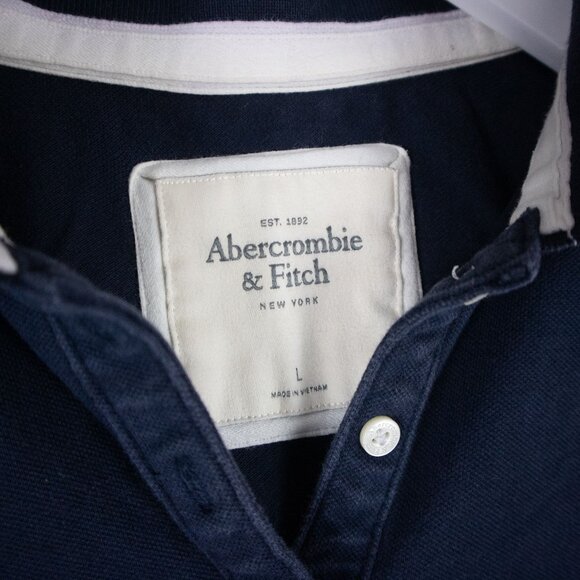 EST. 1892
Abercrombie
& Fitch
NEW YORK
L
MADE IN VIETNAM